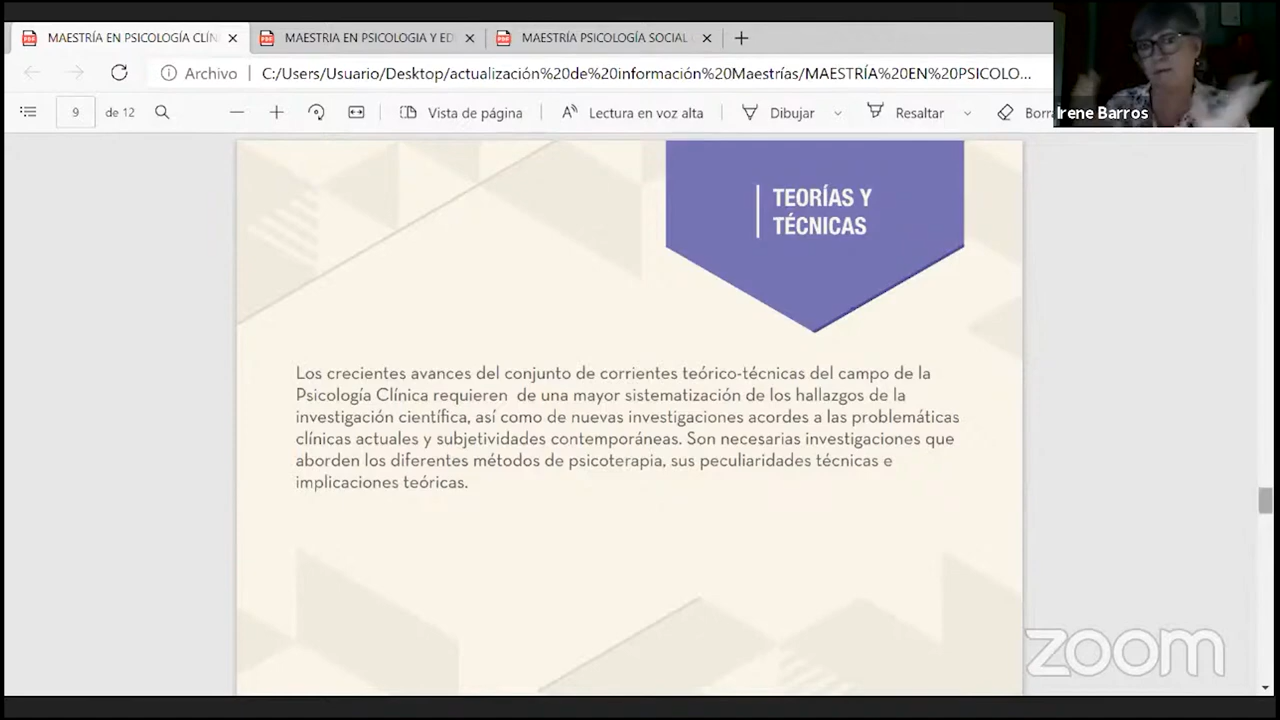 MAESTRÍA EN PSICOLOGÍA CLÍN
MAESTRIA EN PSICOLOGIA Y ED
MAESTRÍA PSICOLOGÍA SOCIAL
Archivo
C:/Users/Usuario/Desktop/actualización%20de%20información%20Maestrías/MAESTRÍA%20EN%20PSICOLO...
9 de 12
Vista de página
Lectura en voz alta
Dibujar
Resaltar
Irene Barros
TEORÍAS Y
TÉCNICAS
Los crecientes avances del conjunto de corrientes teórico-técnicas del campo de la
Psicología Clínica requieren de una mayor sistematización de los hallazgos de la
investigación científica, así como de nuevas investigaciones acordes a las problemáticas
clínicas actuales y subjetividades contemporáneas. Son necesarias investigaciones que
aborden los diferentes métodos de psicoterapia, sus peculiaridades técnicas e
implicaciones teóricas.
zoom